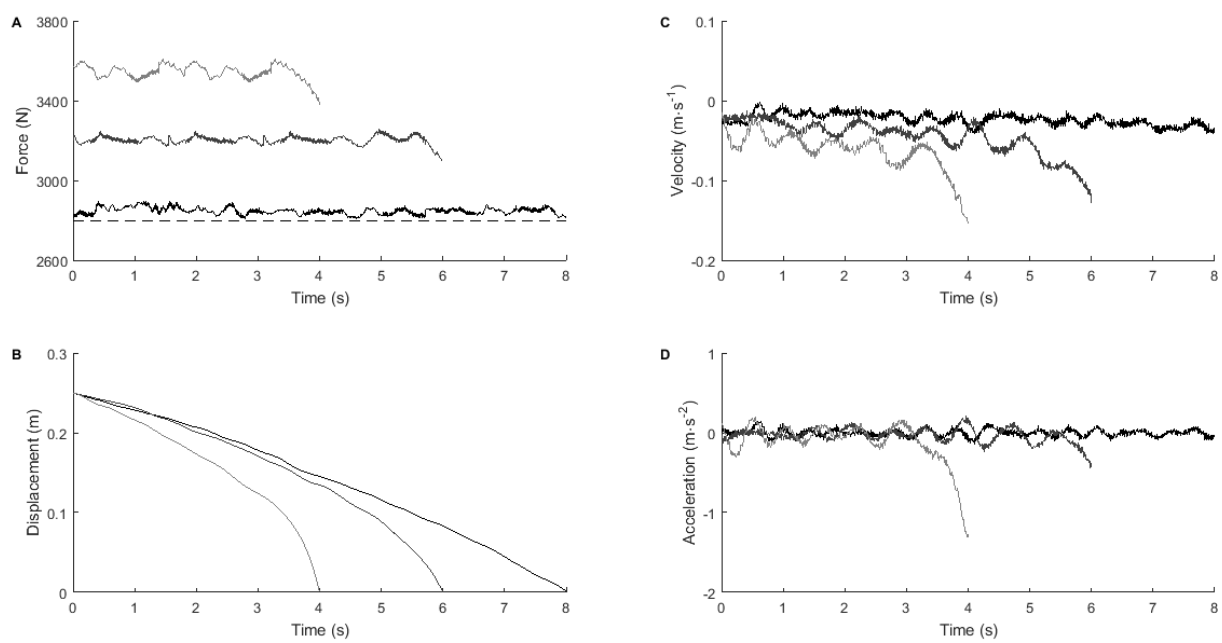 A
3800
3400
3000
2600
Force (N)
0 1 2 3 4 5 6 7 8
Time (s)
B
0.3
0.2
0.1
0
Displacement (m)
0 1 2 3 4 5 6 7 8
Time (s)
C
0.1
0
-0.1
-0.2
Velocity (m·s⁻¹)
0 1 2 3 4 5 6 7 8
Time (s)
D
1
0
-1
-2
Acceleration (m·s⁻²)
0 1 2 3 4 5 6 7 8
Time (s)